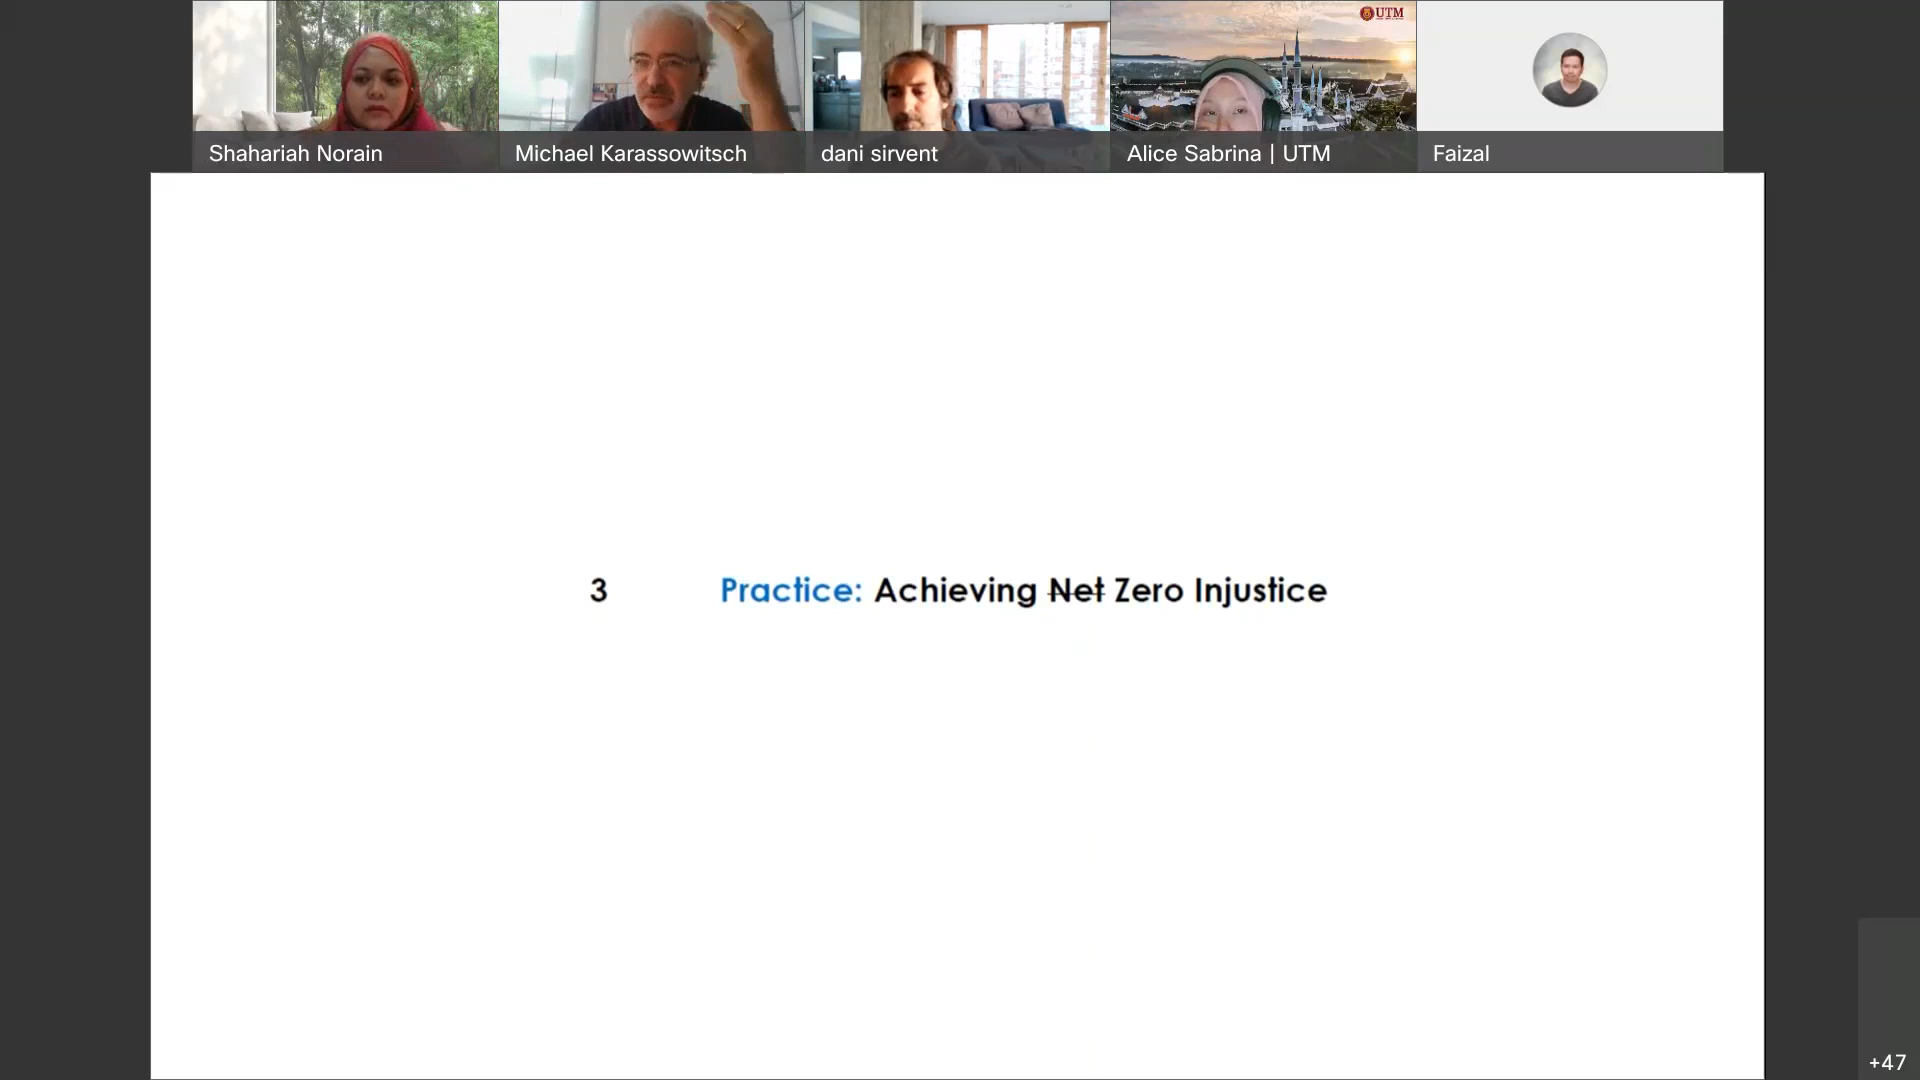 UTM
Shahariah Norain
Michael Karassowitsch
dani sirvent
Alice Sabrina | UTM
Faizal
3 Practice: Achieving Net Zero Injustice
+47